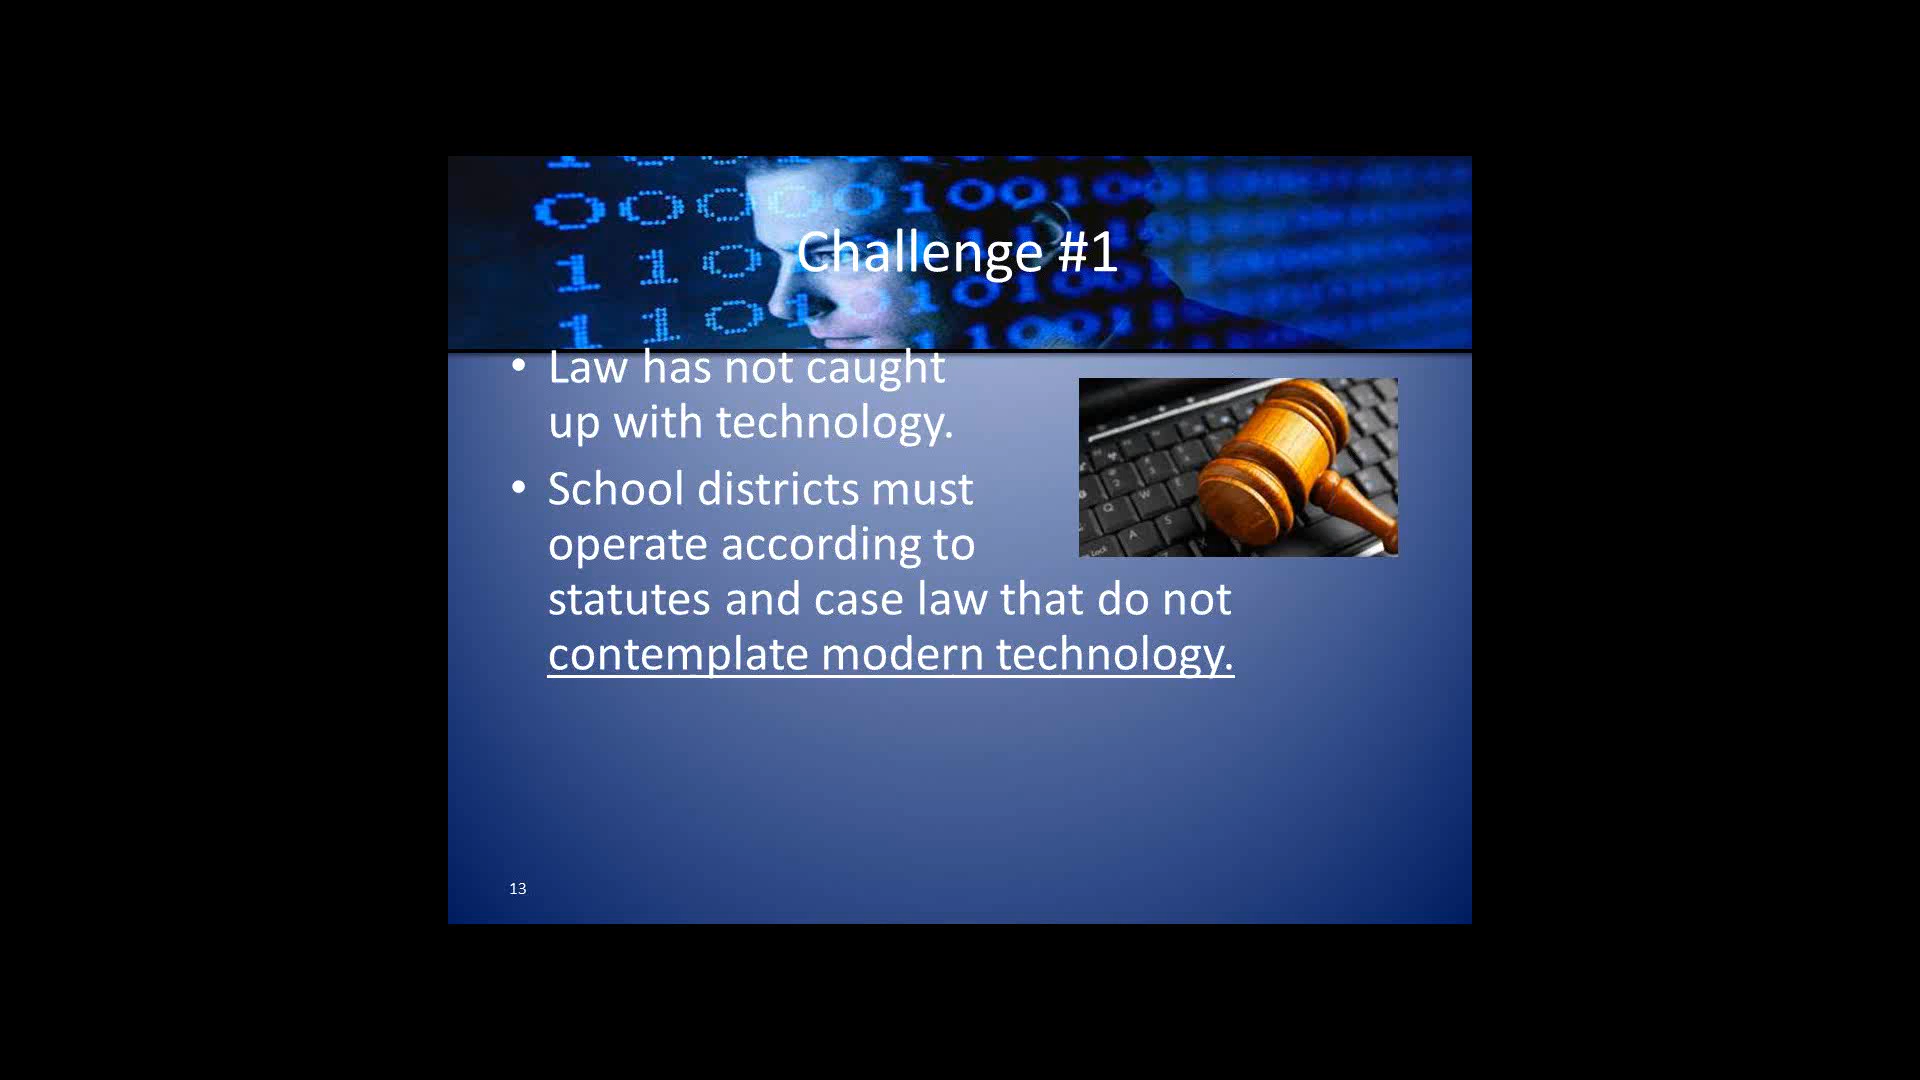 Challenge #1
• Law has not caught
up with technology.
• School districts must
operate according to
statutes and case law that do not
contemplate modern technology.
13